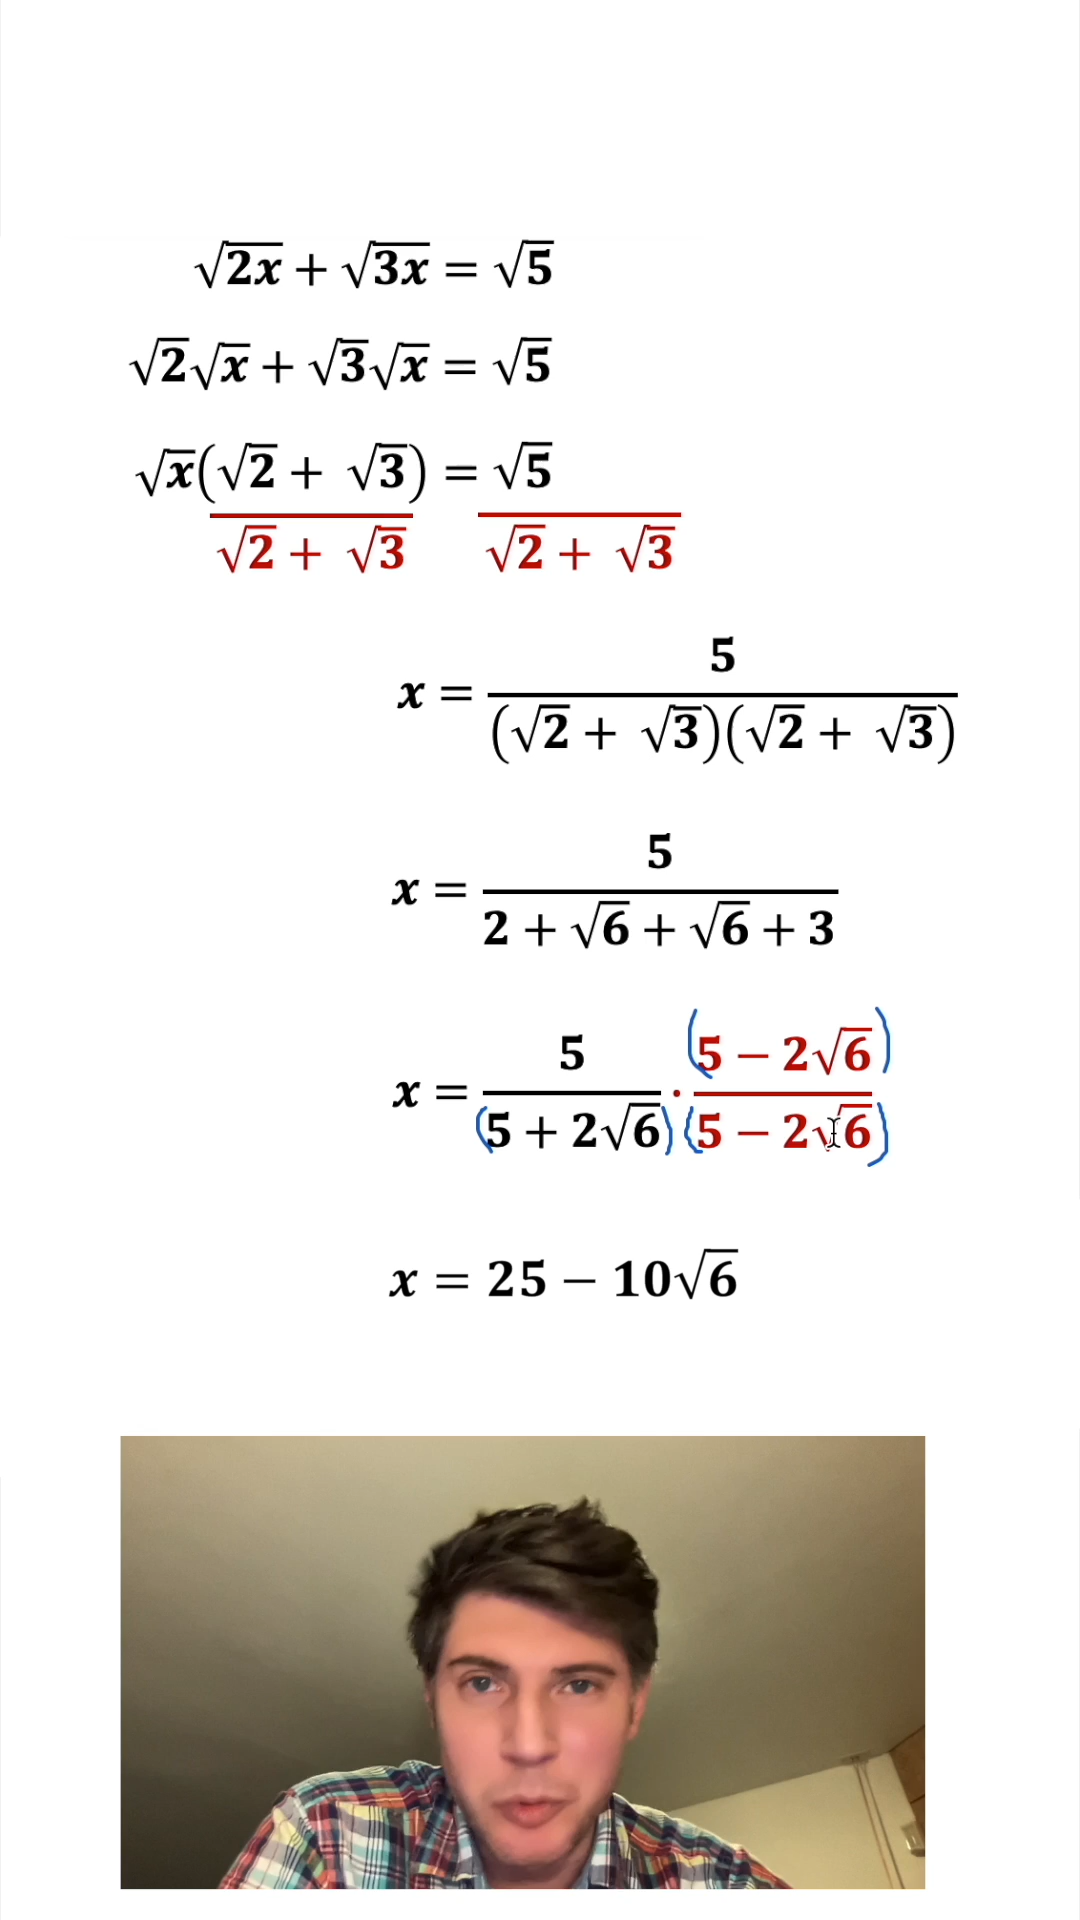 √2x + √3x = √5
√2√x + √3√x = √5
√x(√2 + √3) = √5
√2 + √3 √2 + √3
x = 5/((√2 + √3)(√2 + √3))
x = 5/(2 + √6 + √6 + 3)
x = 5/(5 + 2√6) · (5 − 2√6)/(5 − 2√6)
x = 25 − 10√6